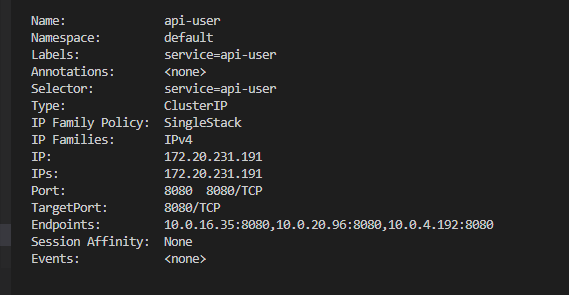 Name: api-user
Namespace: default
Labels: service=api-user
Annotations: <none>
Selector: service=api-user
Type: ClusterIP
IP Family Policy: SingleStack
IP Families: IPv4
IP: 172.20.231.191
IPs: 172.20.231.191
Port: 8080 8080/TCP
TargetPort: 8080/TCP
Endpoints: 10.0.16.35:8080,10.0.20.96:8080,10.0.4.192:8080
Session Affinity: None
Events: <none>